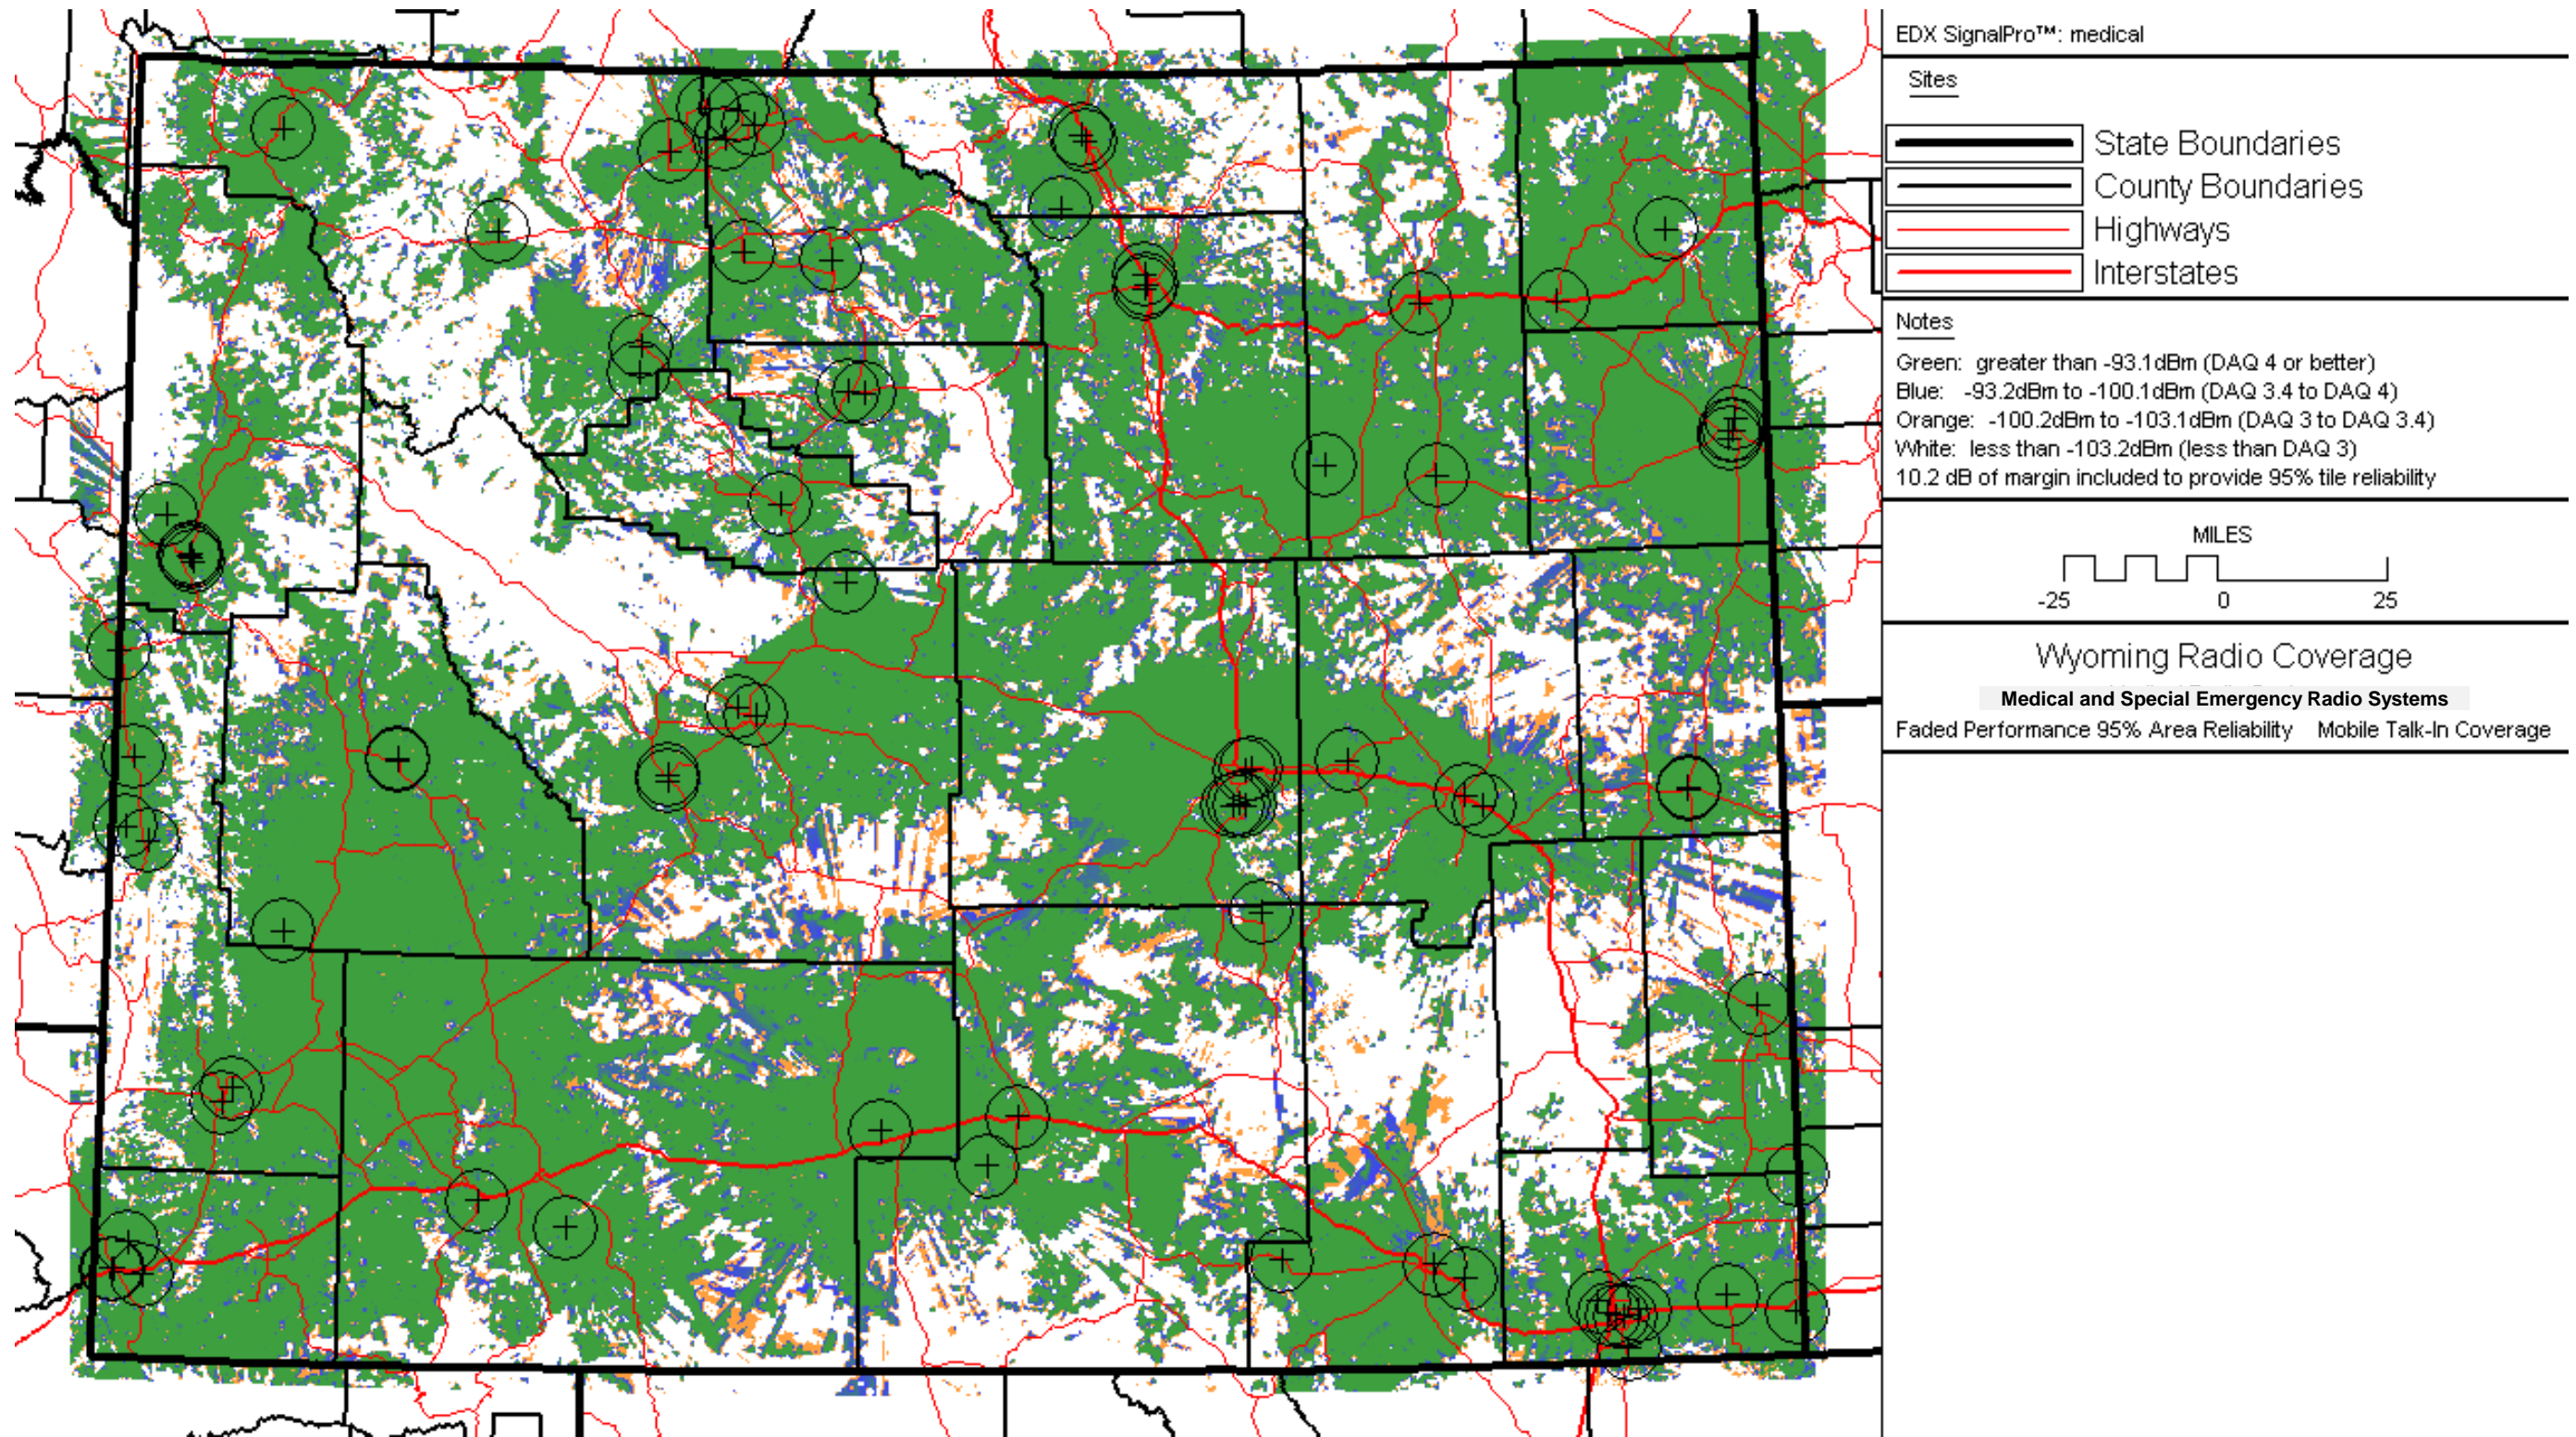 EDX SignalPro™: medical
Sites
State Boundaries
County Boundaries
Highways
Interstates
Notes
Green: greater than -93.1dBm (DAQ 4 or better)
Blue: -93.2dBm to -100.1dBm (DAQ 3.4 to DAQ 4)
Orange: -100.2dBm to -103.1dBm (DAQ 3 to DAQ 3.4)
White: less than -103.2dBm (less than DAQ 3)
10.2 dB of margin included to provide 95% tile reliability
MILES
-25 0 25
Wyoming Radio Coverage
Medical and Special Emergency Radio Systems
Faded Performance 95% Area Reliability Mobile Talk-In Coverage